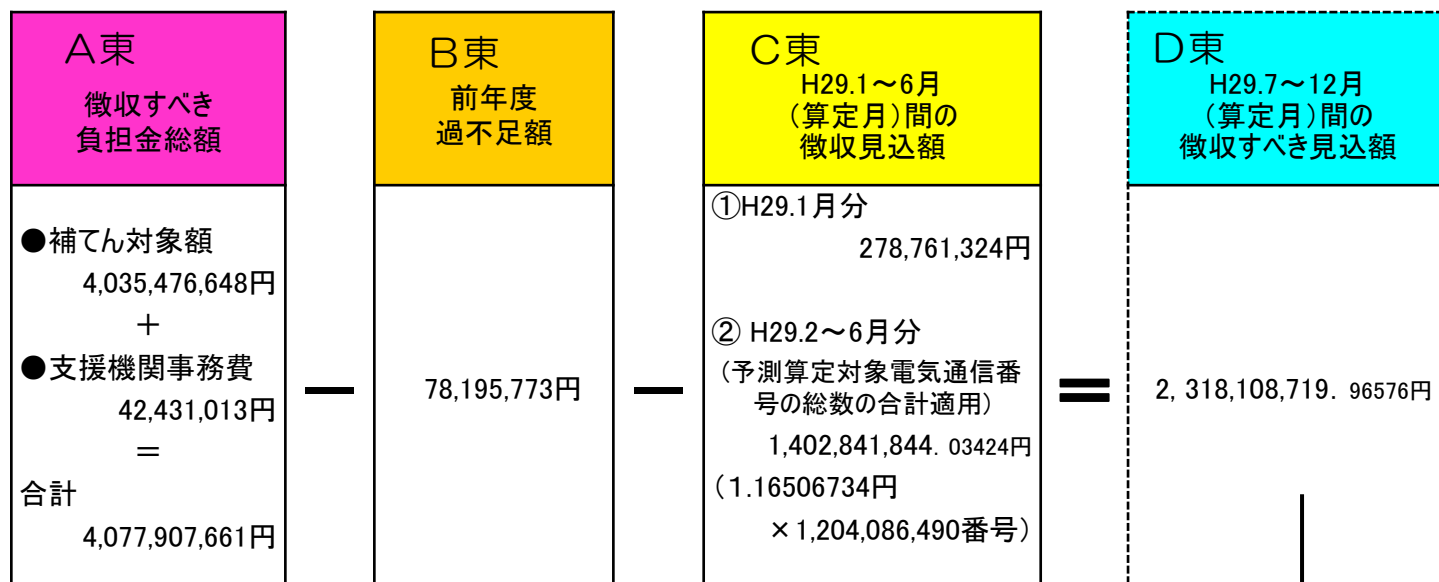 A東
徴収すべき
負担金総額
●補てん対象額
4,035,476,648円
＋
●支援機関事務費
42,431,013円
＝
合計
4,077,907,661円
－
B東
前年度
過不足額
78,195,773円
－
C東
H29.1～6月
(算定月)間の
徴収見込額
①H29.1月分
278,761,324円
② H29.2～6月分
(予測算定対象電気通信番
号の総数の合計適用)
1,402,841,844. 03424円
(1.16506734円
×1,204,086,490番号)
＝
D東
H29.7～12月
(算定月)間の
徴収すべき見込額
2, 318,108,719. 96576円